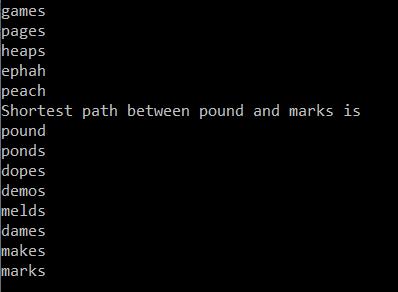 games
pages
heaps
ephah
peach
Shortest path between pound and marks is
pound
ponds
dopes
demos
melds
dames
makes
marks